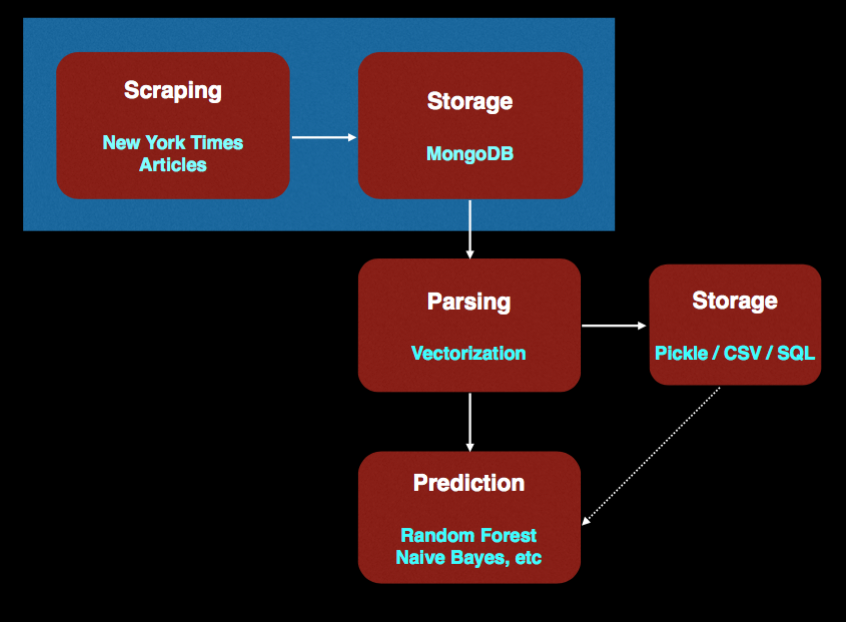 Scraping
New York Times
Articles
Storage
MongoDB
Parsing
Vectorization
Storage
Pickle / CSV / SQL
Prediction
Random Forest
Naive Bayes, etc